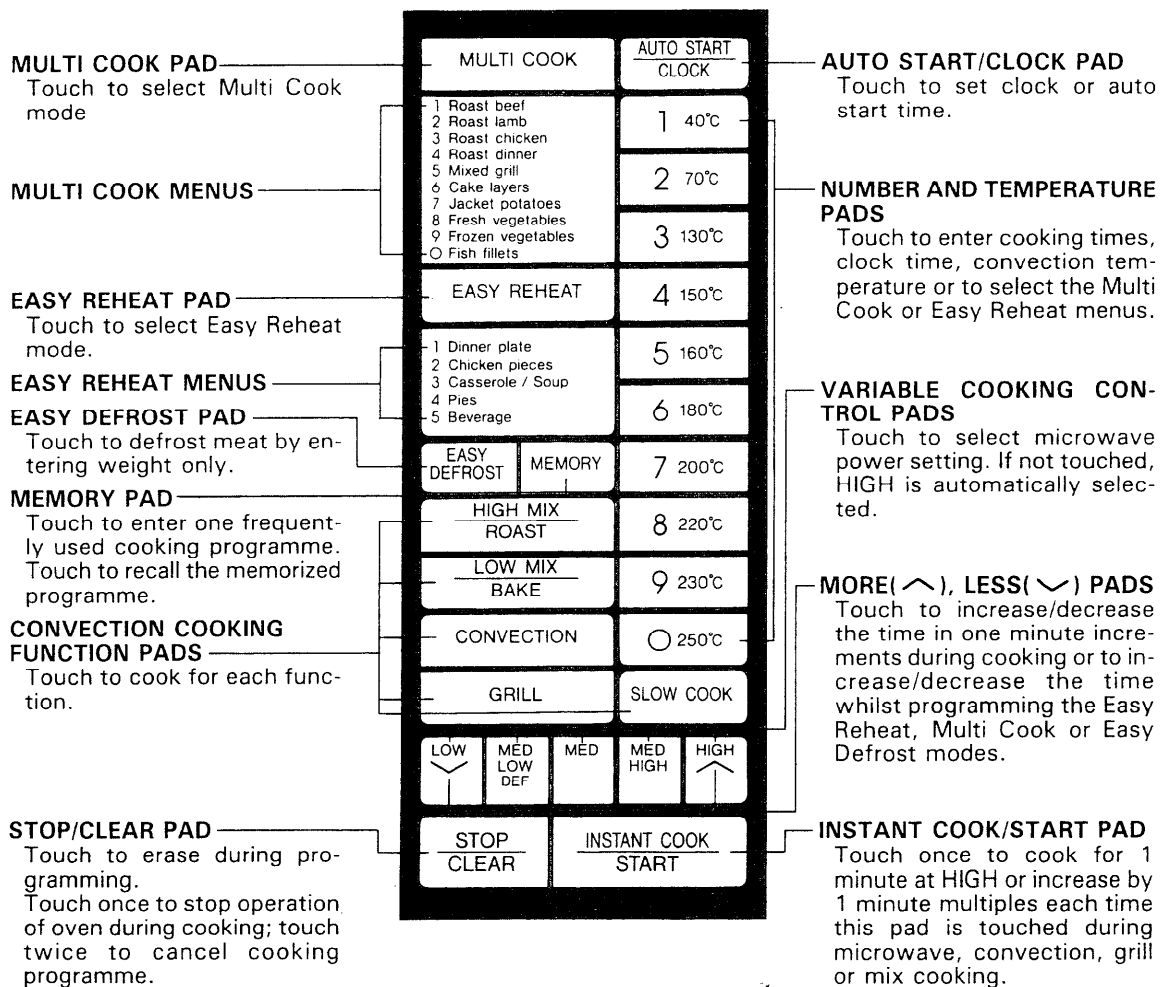 MULTI COOK PAD
Touch to select Multi Cook
mode
MULTI COOK MENUS
EASY REHEAT PAD
Touch to select Easy Reheat
mode.
EASY REHEAT MENUS
EASY DEFROST PAD
Touch to defrost meat by en-
tering weight only.
MEMORY PAD
Touch to enter one frequent-
ly used cooking programme.
Touch to recall the memorized
programme.
CONVECTION COOKING
FUNCTION PADS
Touch to cook for each func-
tion.
STOP/CLEAR PAD
Touch to erase during pro-
gramming.
Touch once to stop operation
of oven during cooking; touch
twice to cancel cooking
programme.
MULTI COOK
1 Roast beef
2 Roast lamb
3 Roast chicken
4 Roast dinner
5 Mixed grill
6 Cake layers
7 Jacket potatoes
8 Fresh vegetables
9 Frozen vegetables
0 Fish fillets
EASY REHEAT
1 Dinner plate
2 Chicken pieces
3 Casserole / Soup
4 Pies
5 Beverage
EASY
DEFROST
MEMORY
HIGH MIX
ROAST
LOW MIX
BAKE
CONVECTION
GRILL
AUTO START
CLOCK
1 40°C
2 70°C
3 130°C
4 150°C
5 160°C
6 180°C
7 200°C
8 220°C
9 230°C
0 250°C
SLOW COOK
LOW
MED
LOW
DEF
MED
MED
HIGH
HIGH
STOP
CLEAR
INSTANT COOK
START
AUTO START/CLOCK PAD
Touch to set clock or auto
start time.
NUMBER AND TEMPERATURE
PADS
Touch to enter cooking times,
clock time, convection tem-
perature or to select the Multi
Cook or Easy Reheat menus.
VARIABLE COOKING CON-
TROL PADS
Touch to select microwave
power setting. If not touched,
HIGH is automatically selec-
ted.
MORE( ︿ ), LESS( ﹀ ) PADS
Touch to increase/decrease
the time in one minute incre-
ments during cooking or to in-
crease/decrease the time
whilst programming the Easy
Reheat, Multi Cook or Easy
Defrost modes.
INSTANT COOK/START PAD
Touch once to cook for 1
minute at HIGH or increase by
1 minute multiples each time
this pad is touched during
microwave, convection, grill
or mix cooking.